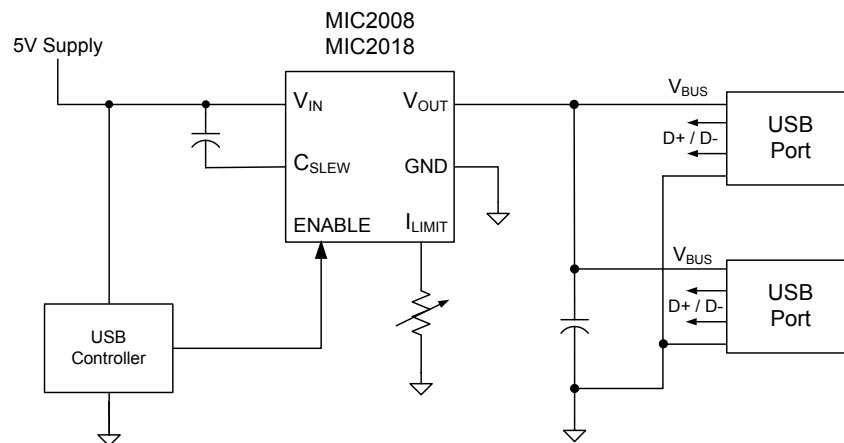 MIC2008
MIC2018
5V Supply
VIN
VOUT
CSLEW
GND
ENABLE
ILIMIT
USB
Controller
VBUS
D+ / D-
USB
Port
VBUS
D+ / D-
USB
Port